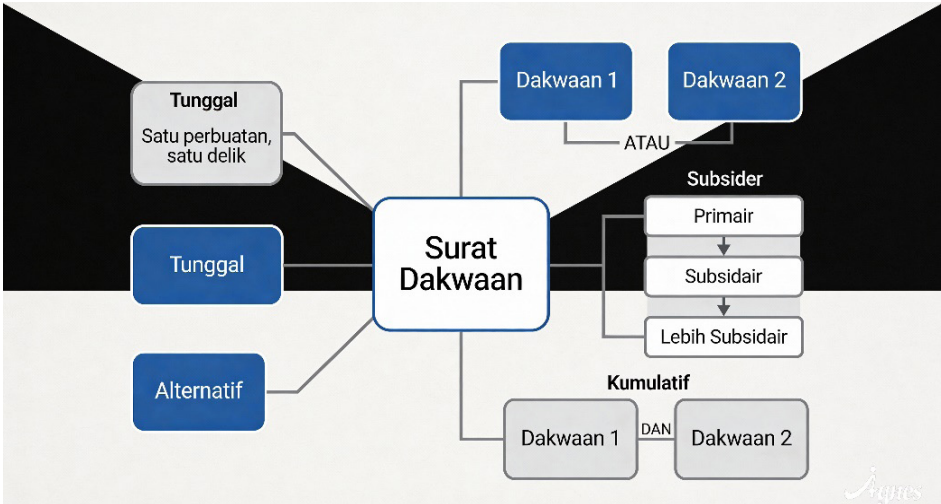 Tunggal
Satu perbuatan,
satu delik
Tunggal
Alternatif
Surat
Dakwaan
Dakwaan 1
Dakwaan 2
ATAU
Subsider
Primair
Subsidair
Lebih Subsidair
Kumulatif
Dakwaan 1
DAN
Dakwaan 2
Agnes